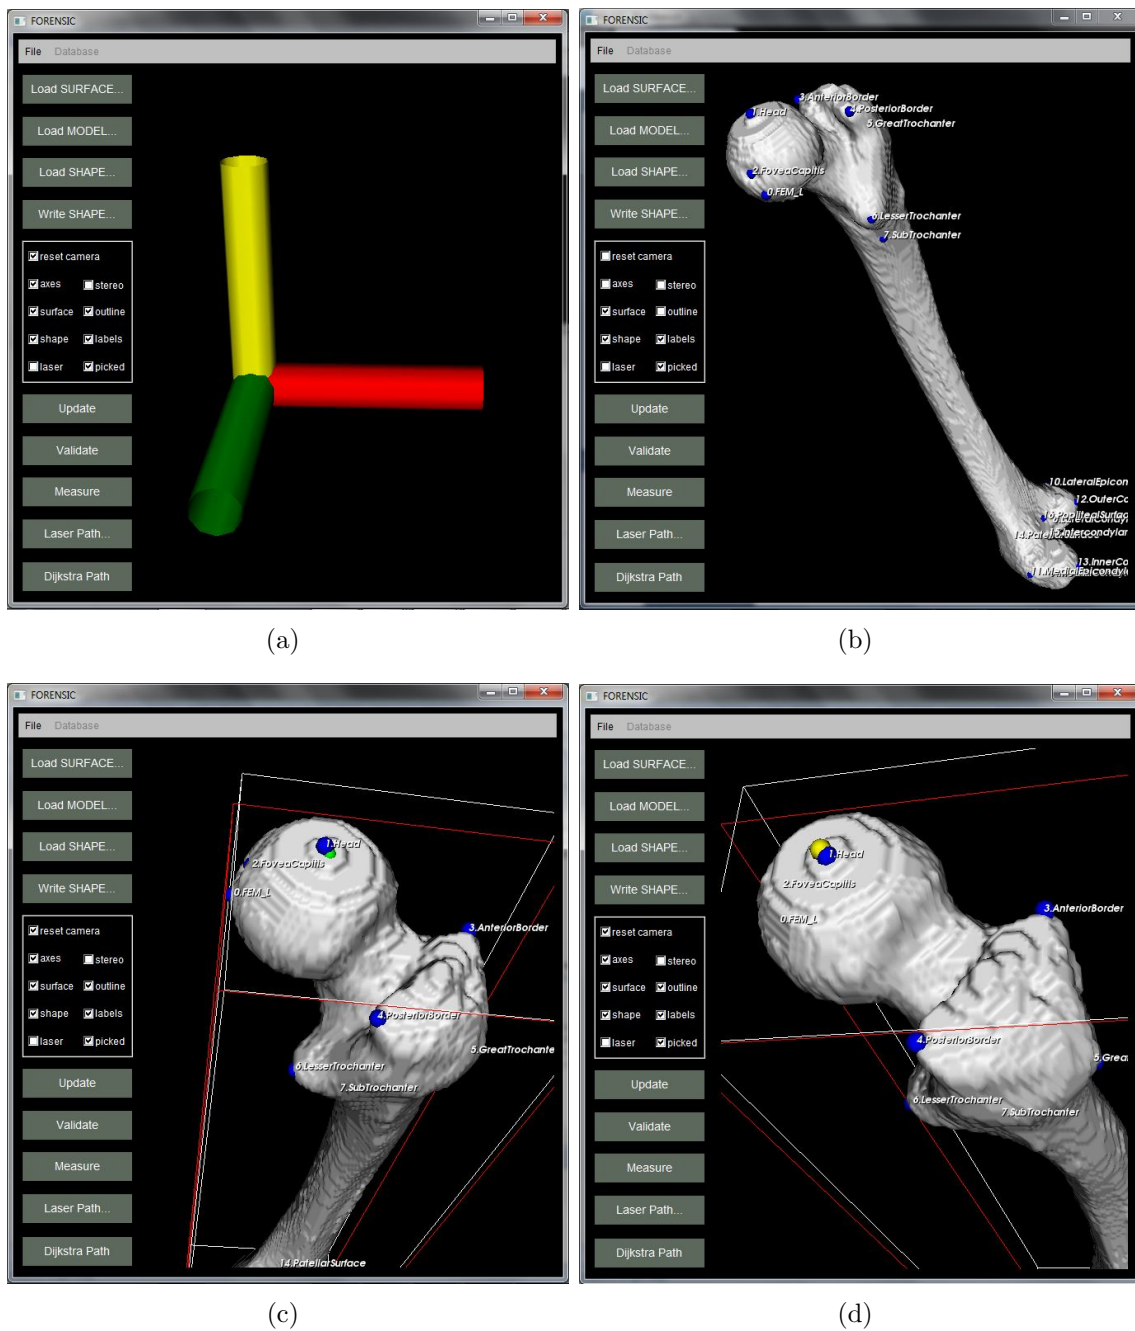 FORENSIC
File Database
Load SURFACE...
Load MODEL...
Load SHAPE...
Write SHAPE...
reset camera
axes stereo
surface outline
shape labels
laser picked
Update
Validate
Measure
Laser Path...
Dijkstra Path
(a)
FORENSIC
File Database
Load SURFACE...
Load MODEL...
Load SHAPE...
Write SHAPE...
reset camera
axes stereo
surface outline
shape labels
laser picked
Update
Validate
Measure
Laser Path...
Dijkstra Path
3.AnteriorBorder
1.Head
4.PosteriorBorder
5.GreatTrochanter
2.FoveaCapitis
0.FEM_L
6.LesserTrochanter
7.SubTrochanter
10.LateralEpicon
12.OuterCo
13.InnerCo
(b)
FORENSIC
File Database
Load SURFACE...
Load MODEL...
Load SHAPE...
Write SHAPE...
reset camera
axes stereo
surface outline
shape labels
laser picked
Update
Validate
Measure
Laser Path...
Dijkstra Path
1.Head
2.FoveaCapitis
0.FEM_L
3.AnteriorBorder
4.PosteriorBorder
5.GreatTrochante
6.LesserTrochanter
7.SubTrochanter
14.PatellarSurface
(c)
FORENSIC
File Database
Load SURFACE...
Load MODEL...
Load SHAPE...
Write SHAPE...
reset camera
axes stereo
surface outline
shape labels
laser picked
Update
Validate
Measure
Laser Path...
Dijkstra Path
1.Head
2.FoveaCapitis
0.FEM_L
3.AnteriorBorder
4.PosteriorBorder
5.Great
6.LesserTrochanter
7.SubTrochanter
(d)